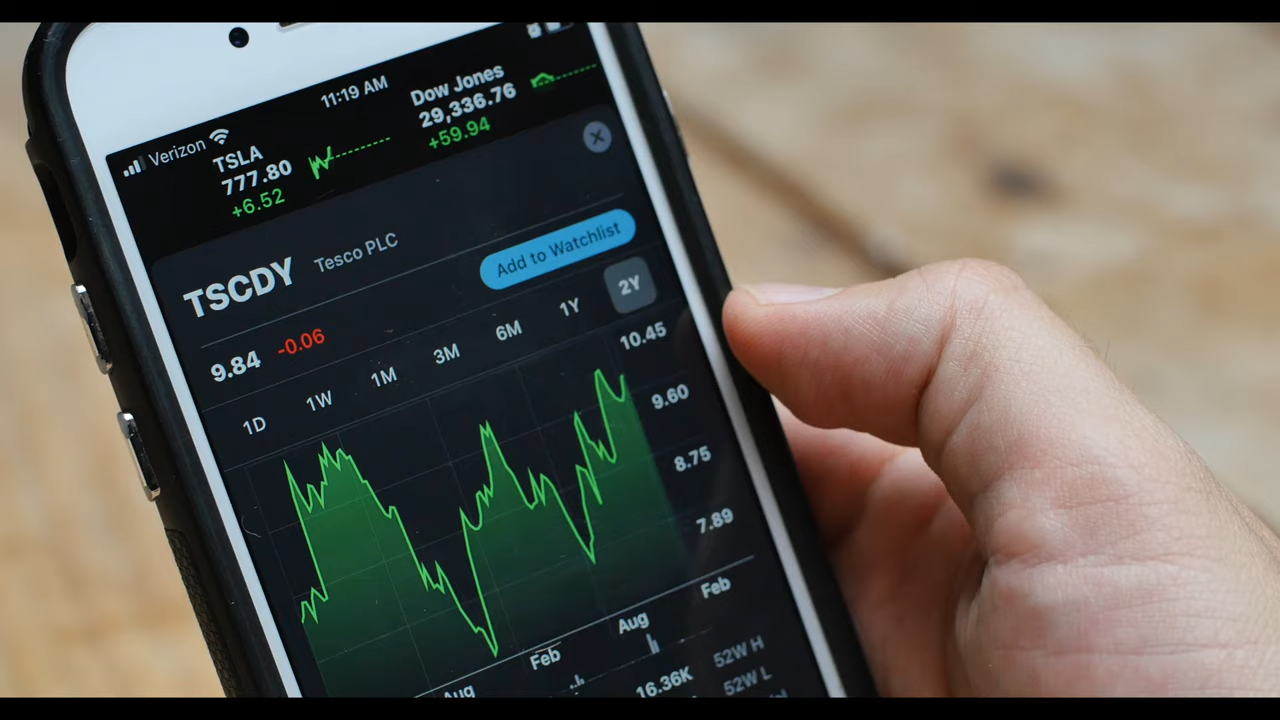 Verizon
11:19 AM
TSLA
777.80
+6.52
Dow Jones
29,336.76
+59.94
TSCDY Tesco PLC
Add to Watchlist
9.84 -0.06
1D 1W 1M 3M 6M 1Y 2Y
10.45
9.60
8.75
7.89
Aug Feb Aug Feb
16.36K 52W H
52W L